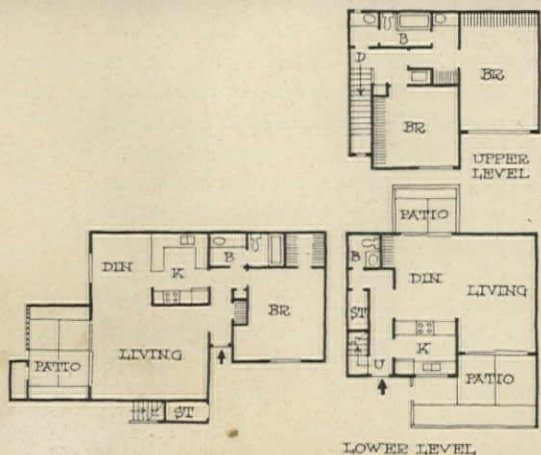 B
D
BR
BR
UPPER
LEVEL
PATIO
DIN
K
B
BR
LIVING
PATIO
ST
B
DIN
LIVING
ST
K
U
PATIO
LOWER LEVEL